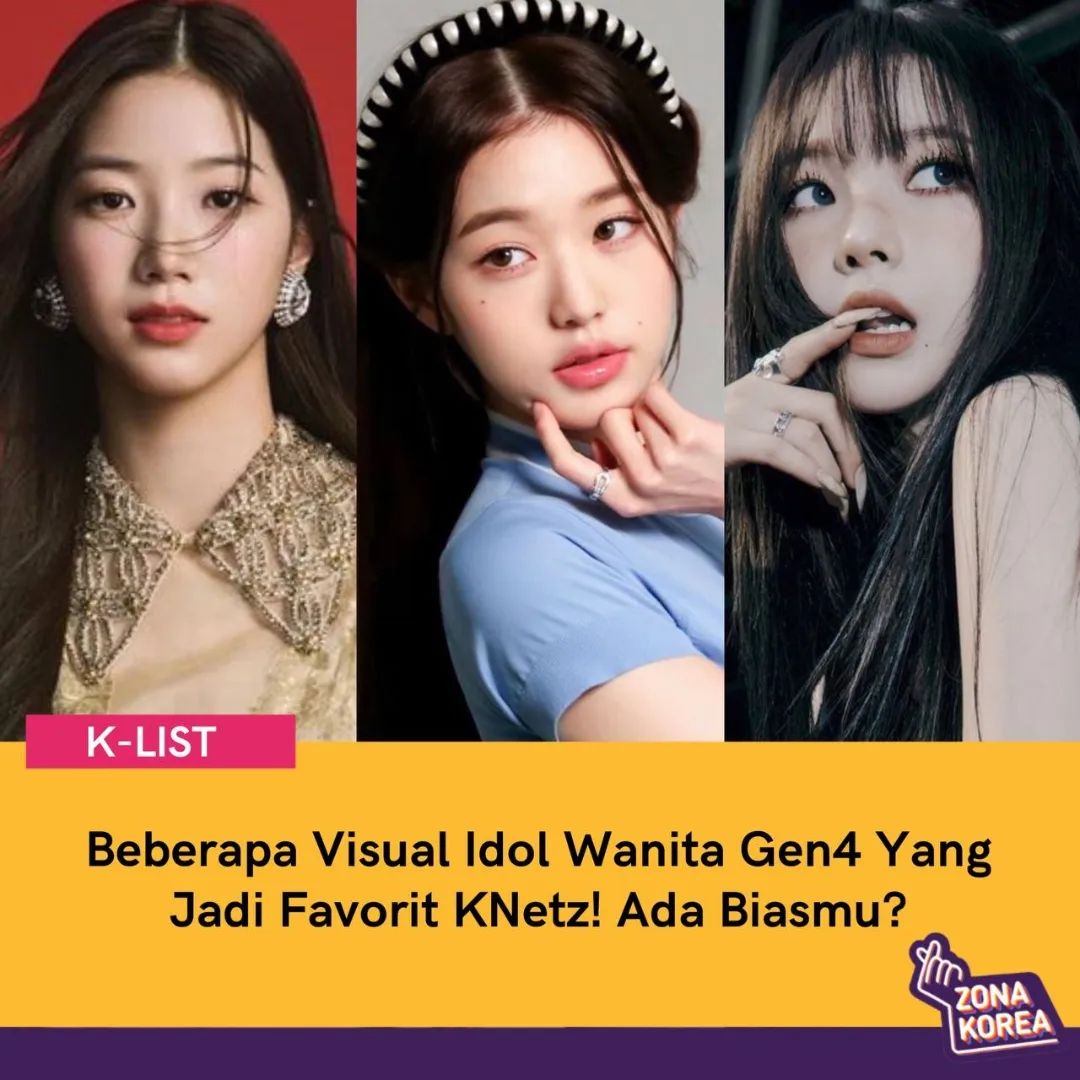 K-LIST
Beberapa Visual Idol Wanita Gen4 Yang
Jadi Favorit KNetz! Ada Biasmu?
ZONA
KOREA